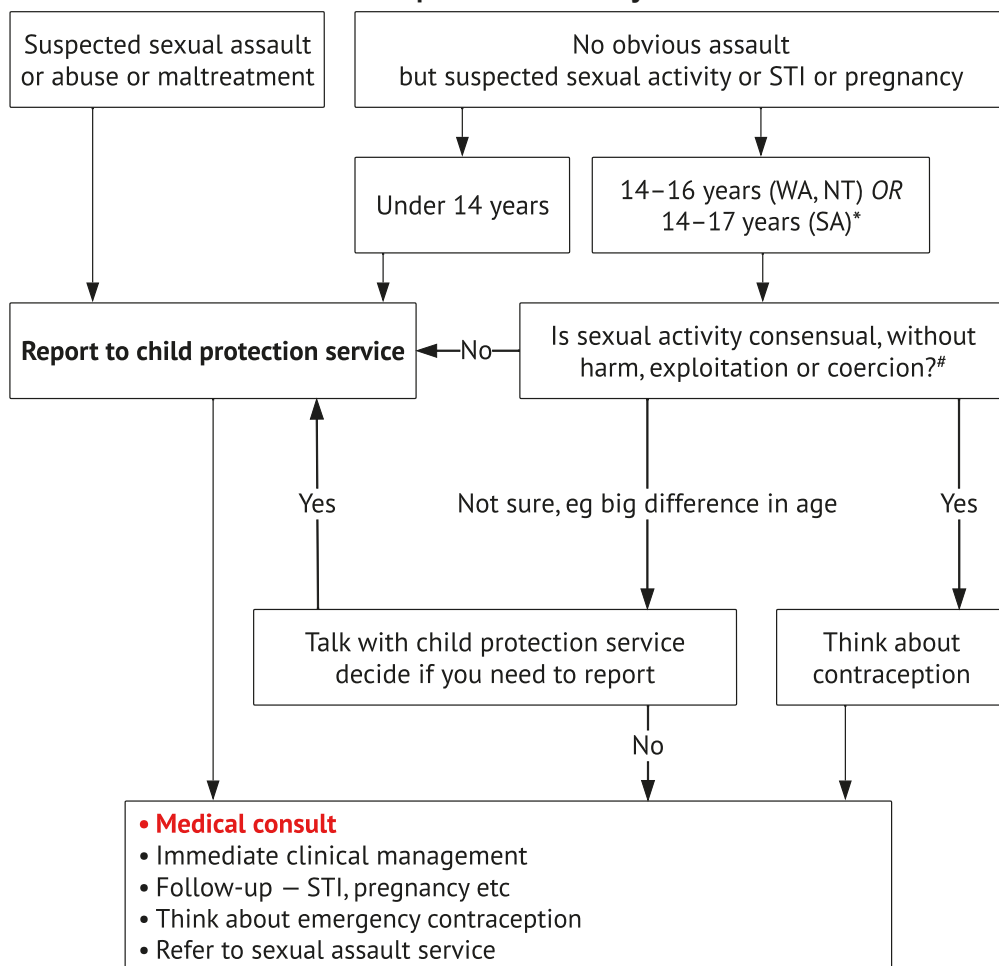 Suspected sexual assault
or abuse or maltreatment
No obvious assault
but suspected sexual activity or STI or pregnancy
Under 14 years
14–16 years (WA, NT) OR
14–17 years (SA)*
Report to child protection service
No
Is sexual activity consensual, without
harm, exploitation or coercion?#
Yes
Not sure, eg big difference in age
Yes
Talk with child protection service
decide if you need to report
Think about
contraception
No
• Medical consult
• Immediate clinical management
• Follow-up — STI, pregnancy etc
• Think about emergency contraception
• Refer to sexual assault service